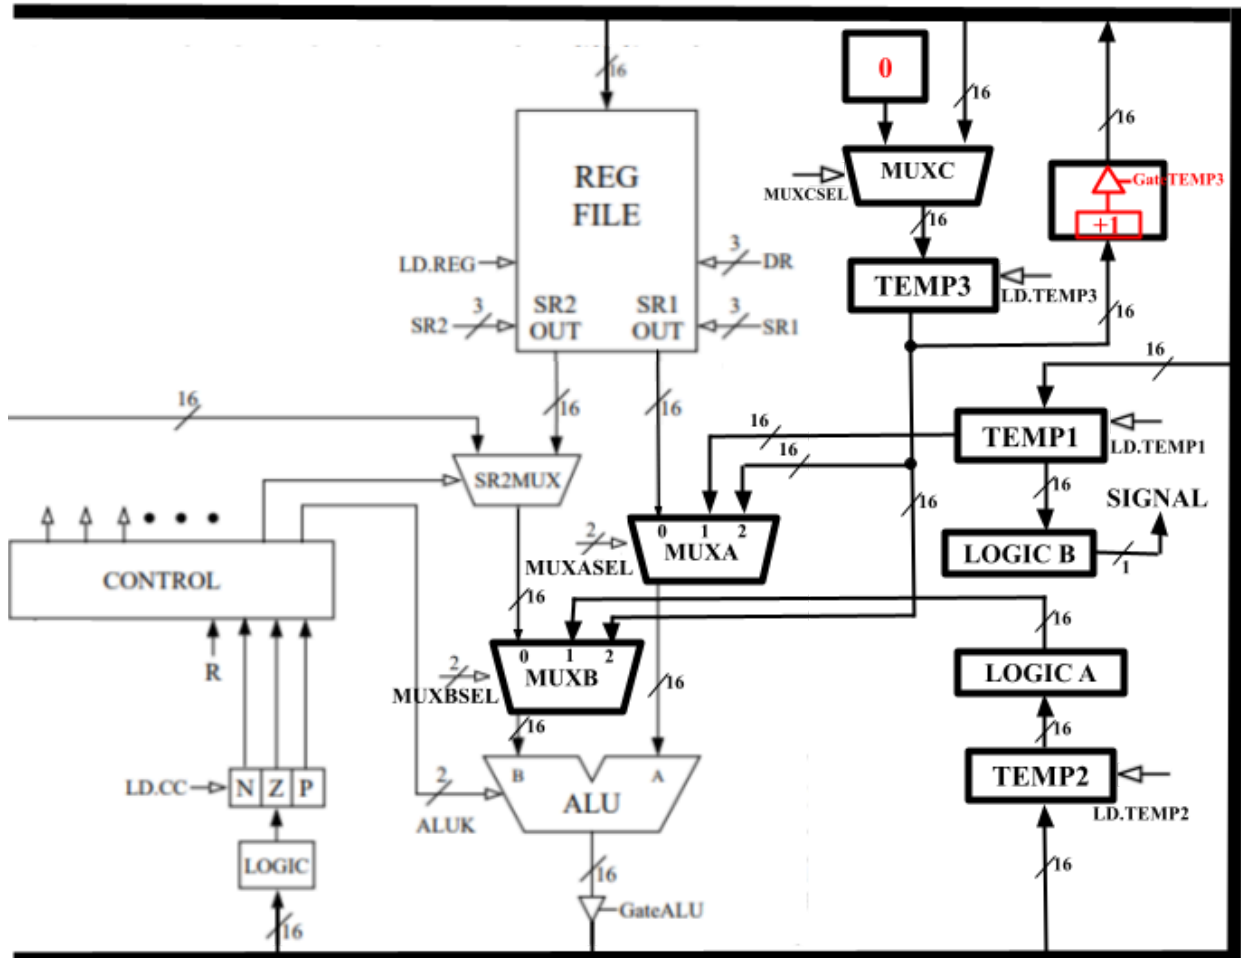 16
0
16
16
MUXC
MUXCSEL
GateTEMP3
+1
REG
FILE
16
3
LD.REG
DR
TEMP3
LD.TEMP3
SR2
OUT
SR1
OUT
3
SR2
3
SR1
16
16
16
16
16
16
TEMP1
LD.TEMP1
16
SR2MUX
16
16
SIGNAL
0 1 2
MUXA
2
MUXASEL
LOGIC B
1
CONTROL
16
16
R
0 1 2
MUXB
2
MUXBSEL
16
LOGIC A
16
16
TEMP2
LD.TEMP2
B
A
ALU
2
ALUK
LD.CC
N Z P
LOGIC
16
16
GateALU
16